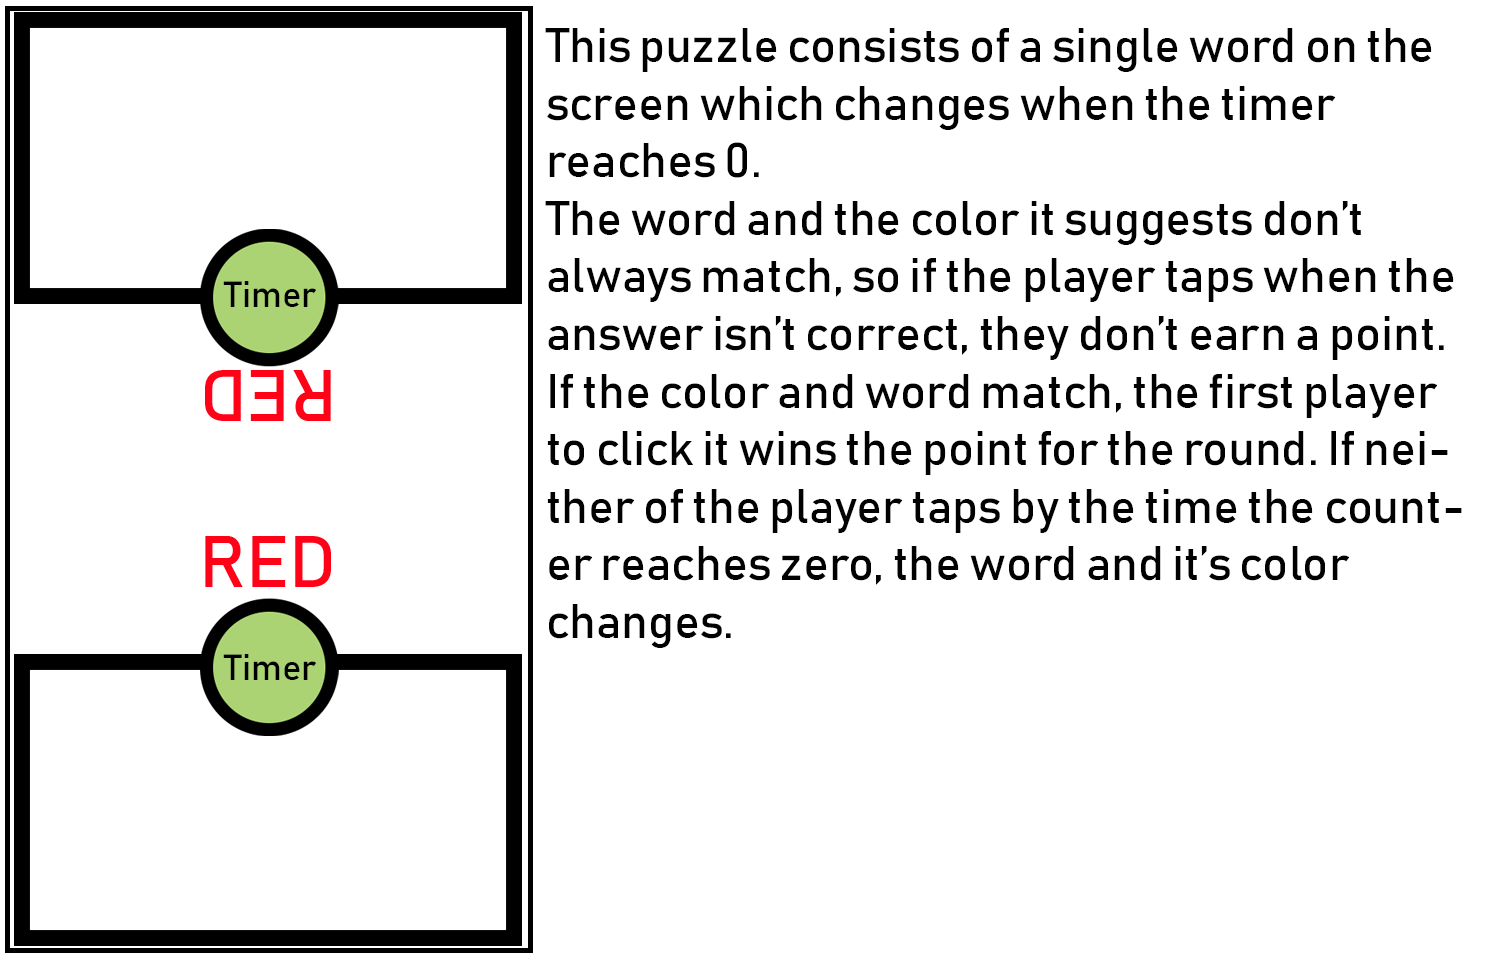 Timer
RED
RED
Timer
This puzzle consists of a single word on the
screen which changes when the timer
reaches 0.
The word and the color it suggests don't
always match, so if the player taps when the
answer isn't correct, they don't earn a point.
If the color and word match, the first player
to click it wins the point for the round. If nei-
ther of the player taps by the time the count-
er reaches zero, the word and it's color
changes.